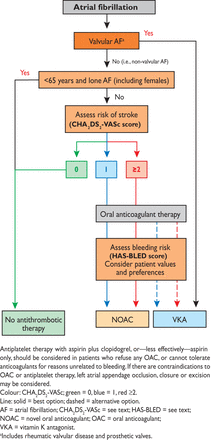 Atrial fibrillation
Valvular AFᵃ
Yes
No (i.e., non-valvular AF)
Yes
<65 years and lone AF (including females)
No
Assess risk of stroke
(CHA₂DS₂-VASc score)
0
1
≥2
Oral anticoagulant therapy
Assess bleeding risk
(HAS-BLED score)
Consider patient values
and preferences
No antithrombotic
therapy
NOAC
VKA
Antiplatelet therapy with aspirin plus clopidogrel, or—less effectively—aspirin
only, should be considered in patients who refuse any OAC, or cannot tolerate
anticoagulants for reasons unrelated to bleeding. If there are contraindications to
OAC or antiplatelet therapy, left atrial appendage occlusion, closure or excision
may be considered.
Colour: CHA₂DS₂-VASc; green = 0, blue = 1, red ≥2.
Line: solid = best option; dashed = alternative option.
AF = atrial fibrillation; CHA₂DS₂-VASc = see text; HAS-BLED = see text;
NOAC = novel oral anticoagulant; OAC = oral anticoagulant;
VKA = vitamin K antagonist.
ᵃIncludes rheumatic valvular disease and prosthetic valves.